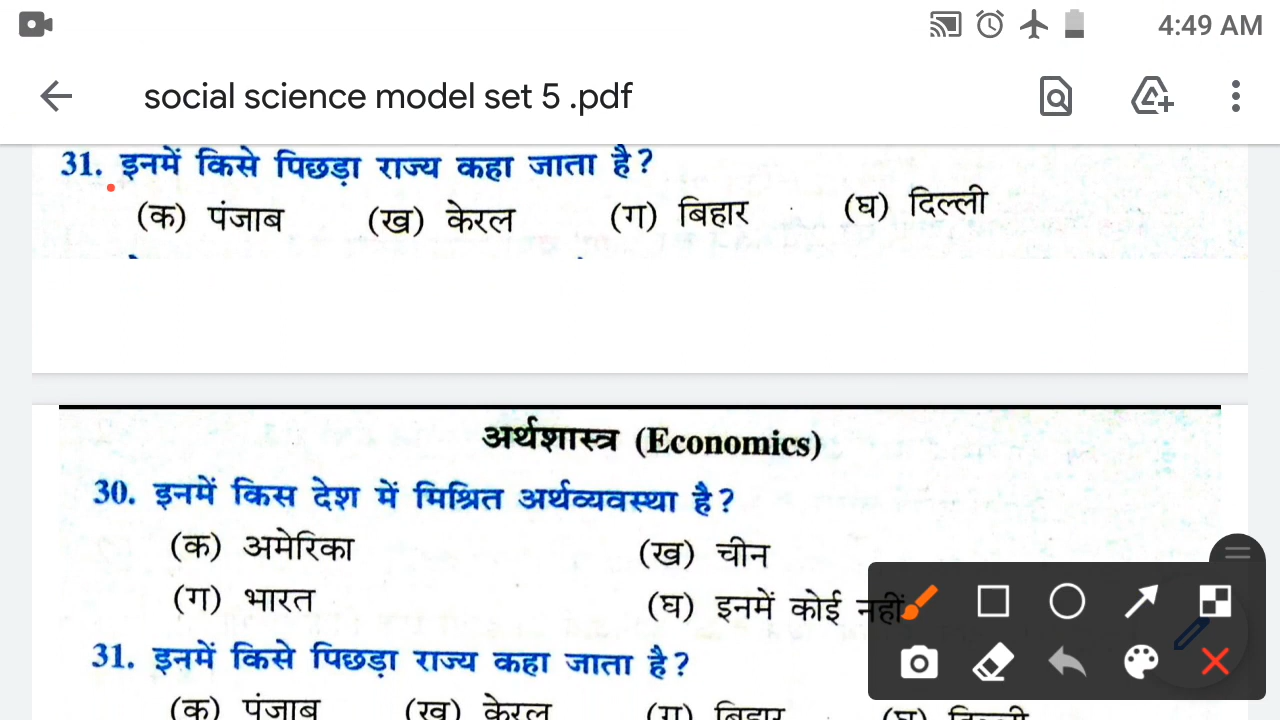 4:49 AM
social science model set 5 .pdf
31. इनमें किसे पिछड़ा राज्य कहा जाता है?
(क) पंजाब (ख) केरल (ग) बिहार (घ) दिल्ली
अर्थशास्त्र (Economics)
30. इनमें किस देश में मिश्रित अर्थव्यवस्था है?
(क) अमेरिका (ख) चीन
(ग) भारत (घ) इनमें कोई नहीं
31. इनमें किसे पिछड़ा राज्य कहा जाता है?
(क) पंजाब (ख) केरल (ग) बिहार (घ) दिल्ली